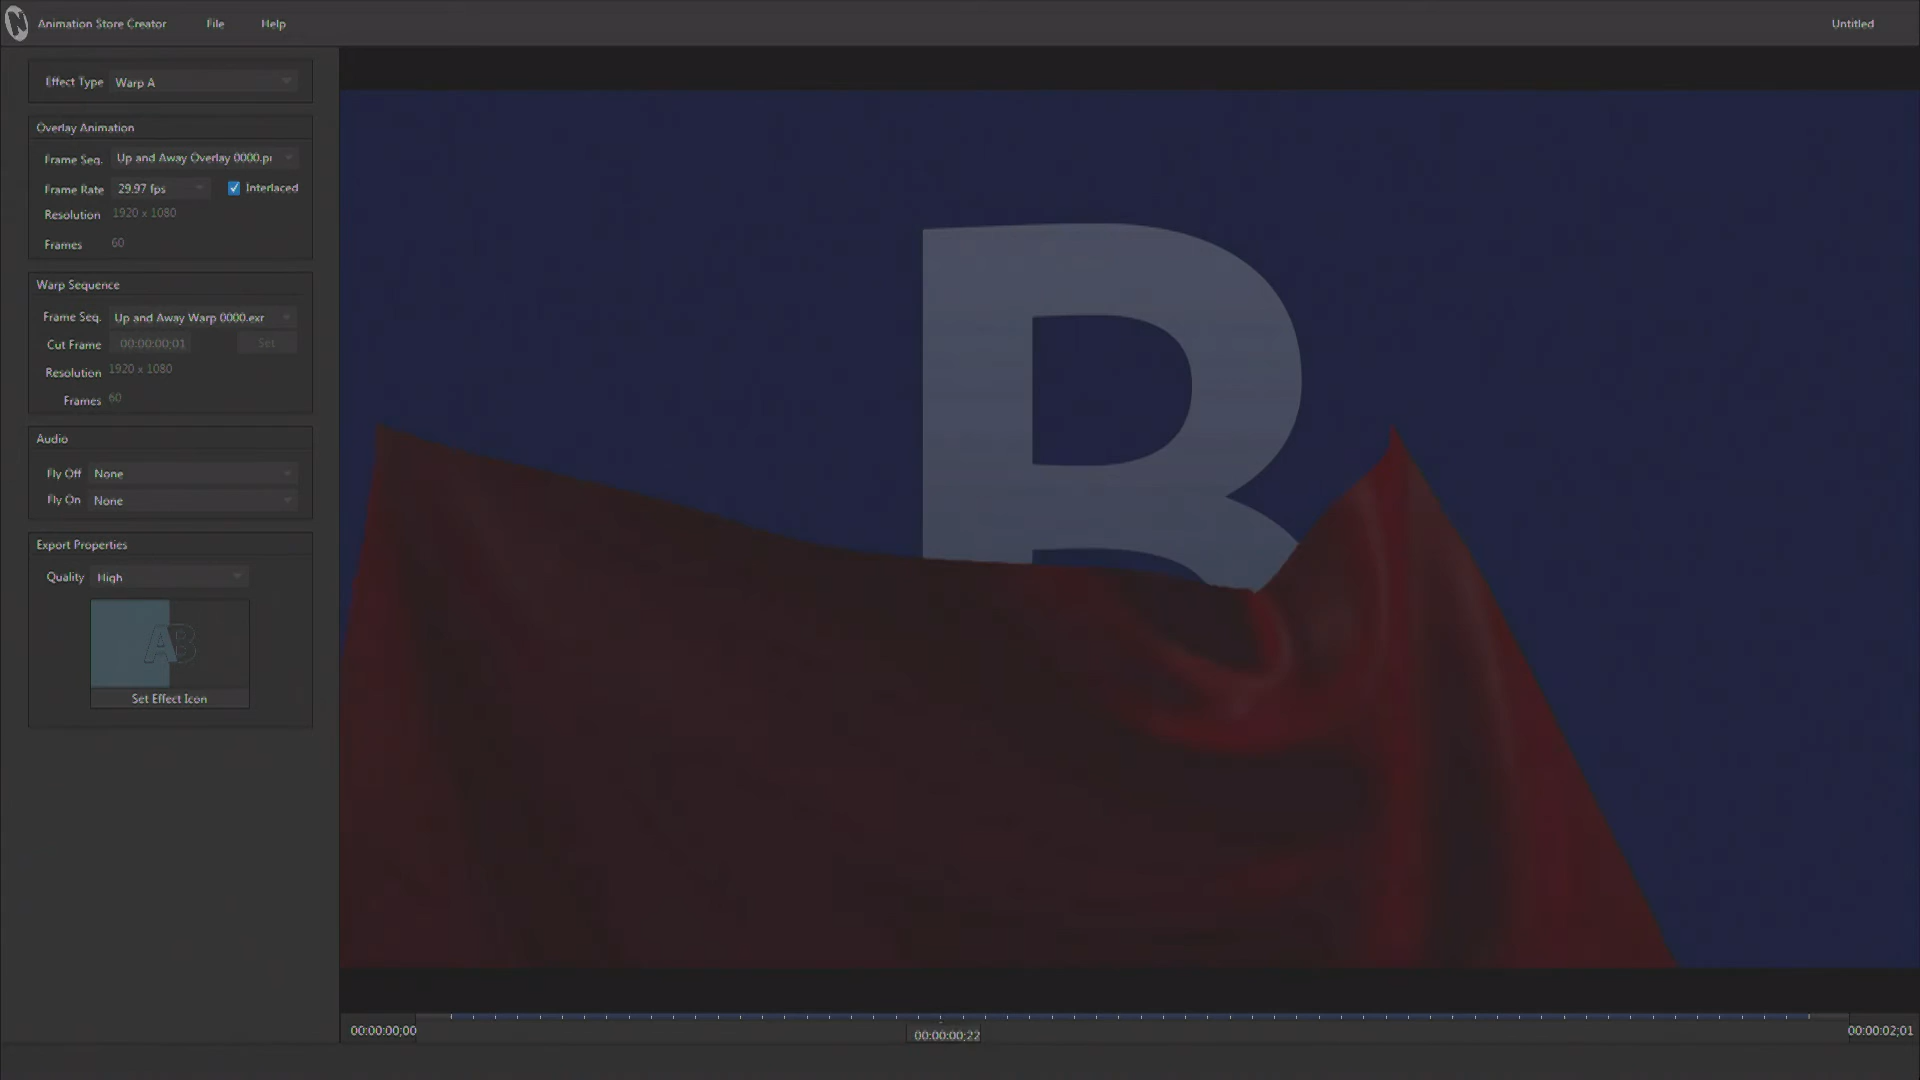 Animation Store Creator File Help Untitled
Effect Type Warp A
Overlay Animation
Frame Seq. Up and Away Overlay 0000.p
Frame Rate 29.97 fps Interlaced
Resolution 1920 x 1080
Frames 60
Warp Sequence
Frame Seq. Up and Away Warp 0000.exr
Cut Frame 00:00:00;01 Set
Resolution 1920 x 1080
Frames 60
Audio
Fly Off None
Fly On None
Export Properties
Quality High
AB
Set Effect Icon
B
00:00:00;00 00:00:00;22 00:00:02;01